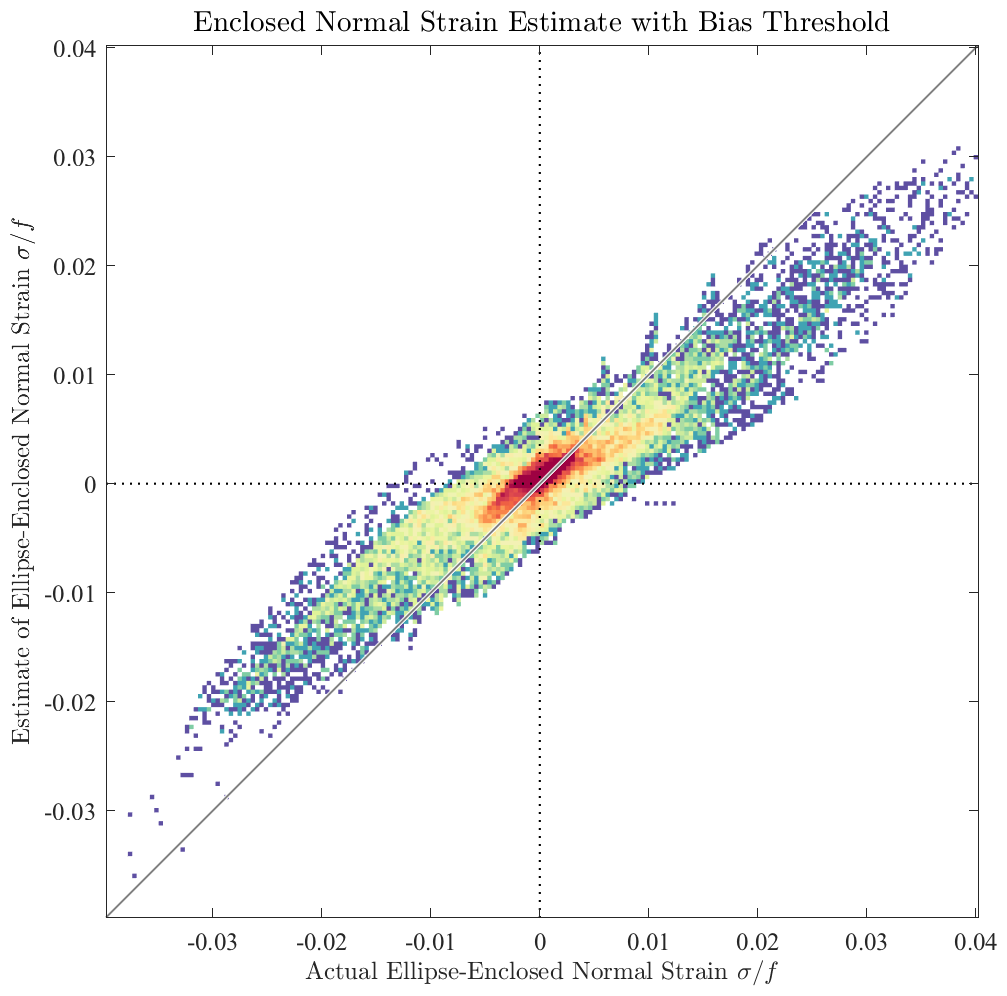 Enclosed Normal Strain Estimate with Bias Threshold
0.04
0.03
0.02
0.01
0
-0.01
-0.02
-0.03
Estimate of Ellipse-Enclosed Normal Strain σ/f
-0.03 -0.02 -0.01 0 0.01 0.02 0.03 0.04
Actual Ellipse-Enclosed Normal Strain σ/f